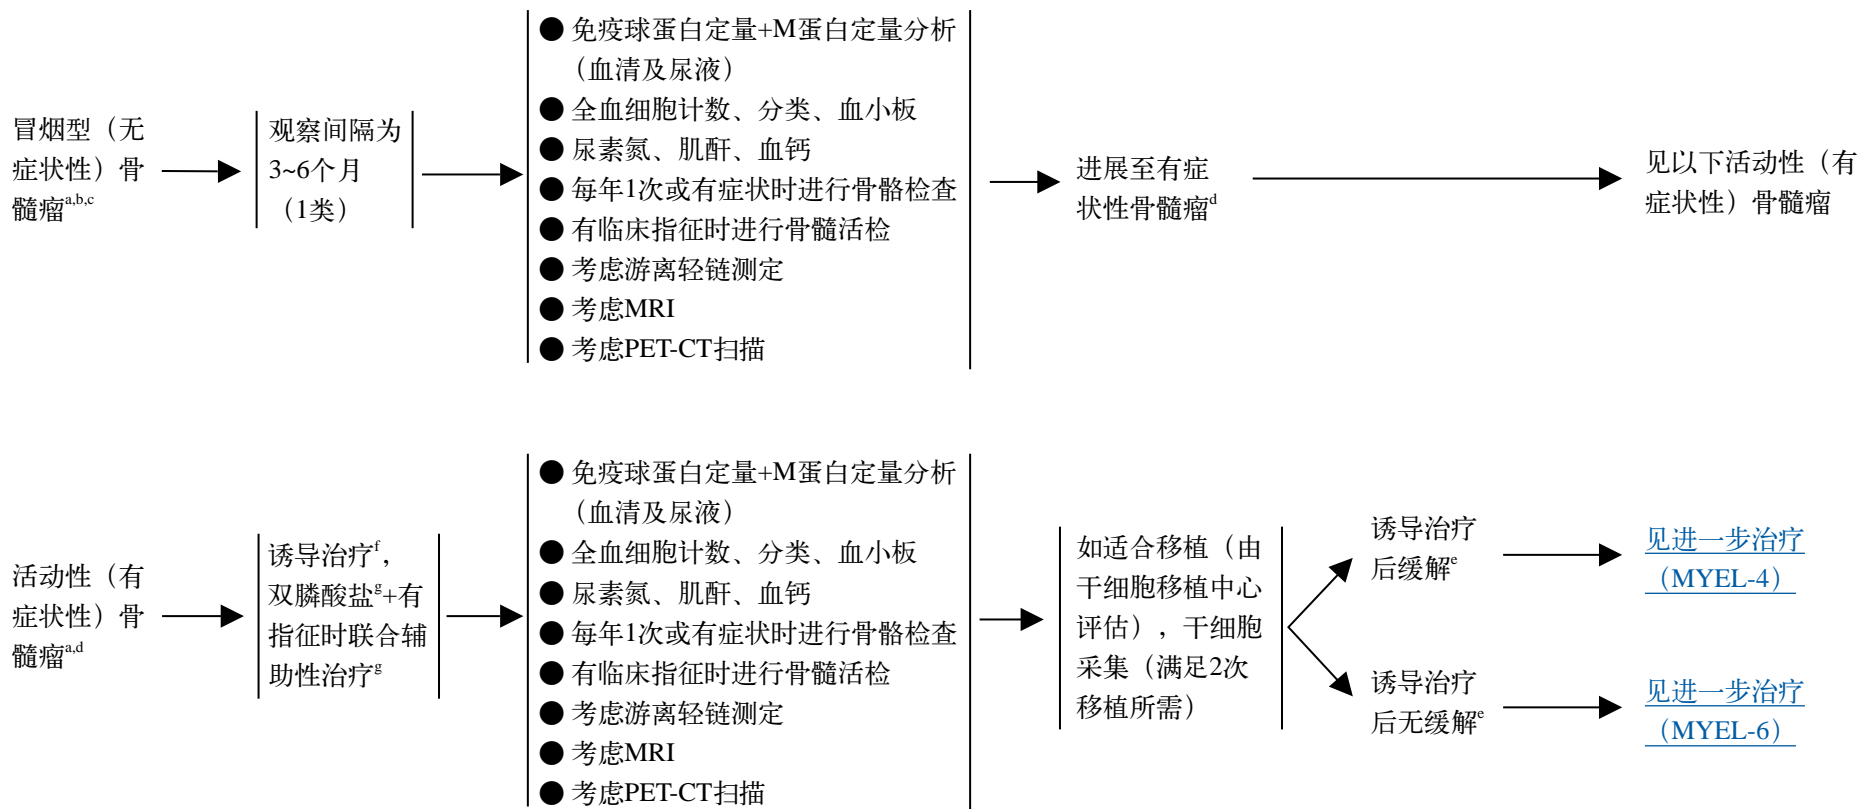 冒烟型（无
症状性）骨
髓瘤a,b,c
观察间隔为
3~6个月
（1类）
● 免疫球蛋白定量+M蛋白定量分析
（血清及尿液）
● 全血细胞计数、分类、血小板
● 尿素氮、肌酐、血钙
● 每年1次或有症状时进行骨骼检查
● 有临床指征时进行骨髓活检
● 考虑游离轻链测定
● 考虑MRI
● 考虑PET-CT扫描
进展至有症
状性骨髓瘤d
见以下活动性（有
症状性）骨髓瘤
活动性（有
症状性）骨
髓瘤a,d
诱导治疗f，
双膦酸盐g+有
指征时联合辅
助性治疗g
● 免疫球蛋白定量+M蛋白定量分析
（血清及尿液）
● 全血细胞计数、分类、血小板
● 尿素氮、肌酐、血钙
● 每年1次或有症状时进行骨骼检查
● 有临床指征时进行骨髓活检
● 考虑游离轻链测定
● 考虑MRI
● 考虑PET-CT扫描
如适合移植（由
干细胞移植中心
评估），干细胞
采集（满足2次
移植所需）
诱导治疗
后缓解e
见进一步治疗
（MYEL-4）
诱导治疗
后无缓解e
见进一步治疗
（MYEL-6）